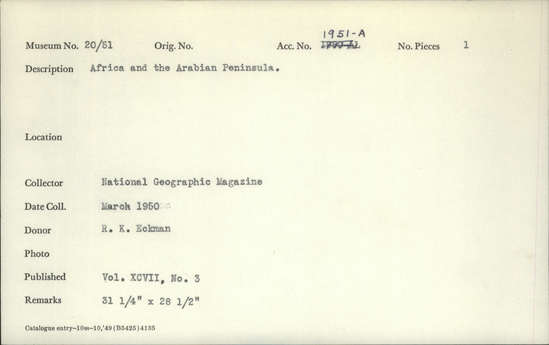 1951-A
Museum No. 20/51 Orig. No. Acc. No. No. Pieces 1
Description Africa and the Arabian Peninsula.
Location
Collector National Geographic Magazine
Date Coll. March 1950
Donor R. K. Eckman
Photo
Published Vol. XCVII, No. 3
Remarks 31 1/4" x 28 1/2"
Catalogue entry-10m-10,'49 (B5425) 4135